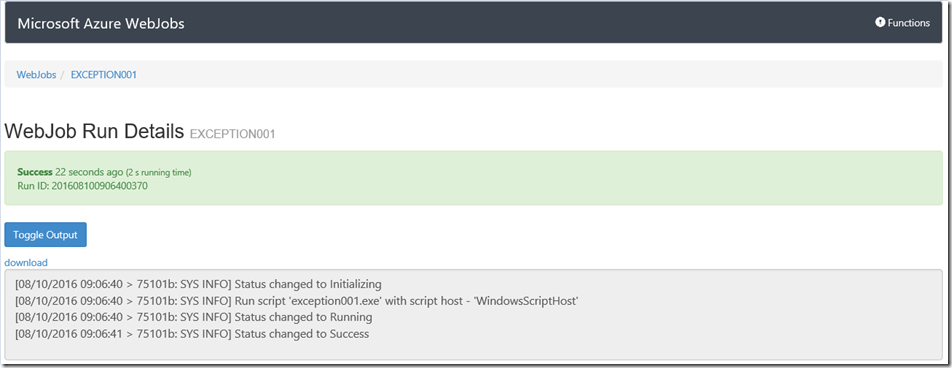 Microsoft Azure WebJobs
Functions
WebJobs / EXCEPTION001
WebJob Run Details EXCEPTION001
Success 22 seconds ago (2 s running time)
Run ID: 201608100906400370
Toggle Output
download
[08/10/2016 09:06:40 > 75101b: SYS INFO] Status changed to Initializing
[08/10/2016 09:06:40 > 75101b: SYS INFO] Run script 'exception001.exe' with script host - 'WindowsScriptHost'
[08/10/2016 09:06:40 > 75101b: SYS INFO] Status changed to Running
[08/10/2016 09:06:41 > 75101b: SYS INFO] Status changed to Success